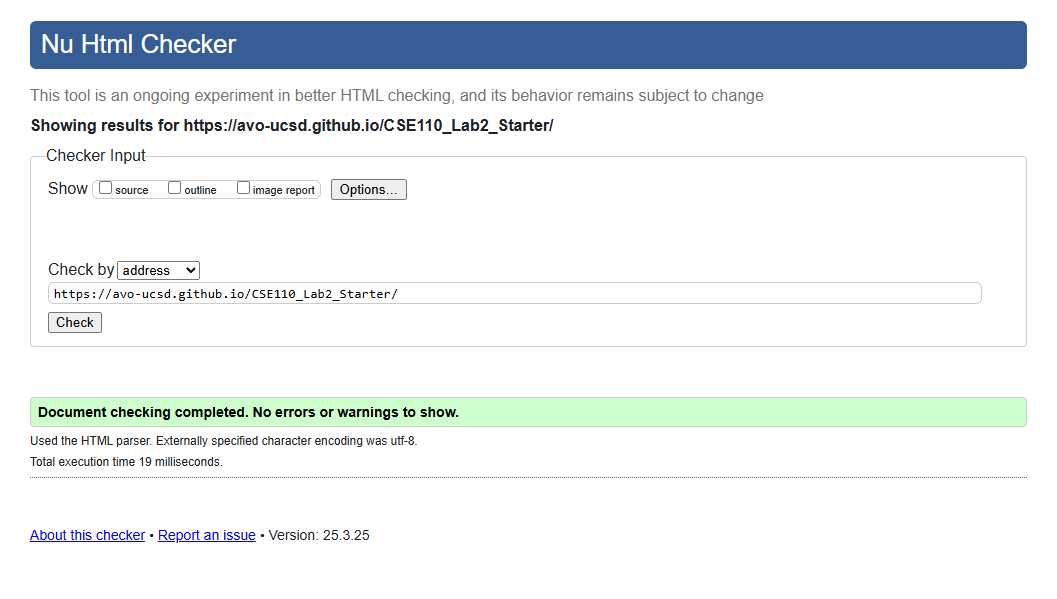 Nu Html Checker
This tool is an ongoing experiment in better HTML checking, and its behavior remains subject to change
Showing results for https://avo-ucsd.github.io/CSE110_Lab2_Starter/
Checker Input
Show source outline image report Options...
Check by address
https://avo-ucsd.github.io/CSE110_Lab2_Starter/
Check
Document checking completed. No errors or warnings to show.
Used the HTML parser. Externally specified character encoding was utf-8.
Total execution time 19 milliseconds.
About this checker • Report an issue • Version: 25.3.25